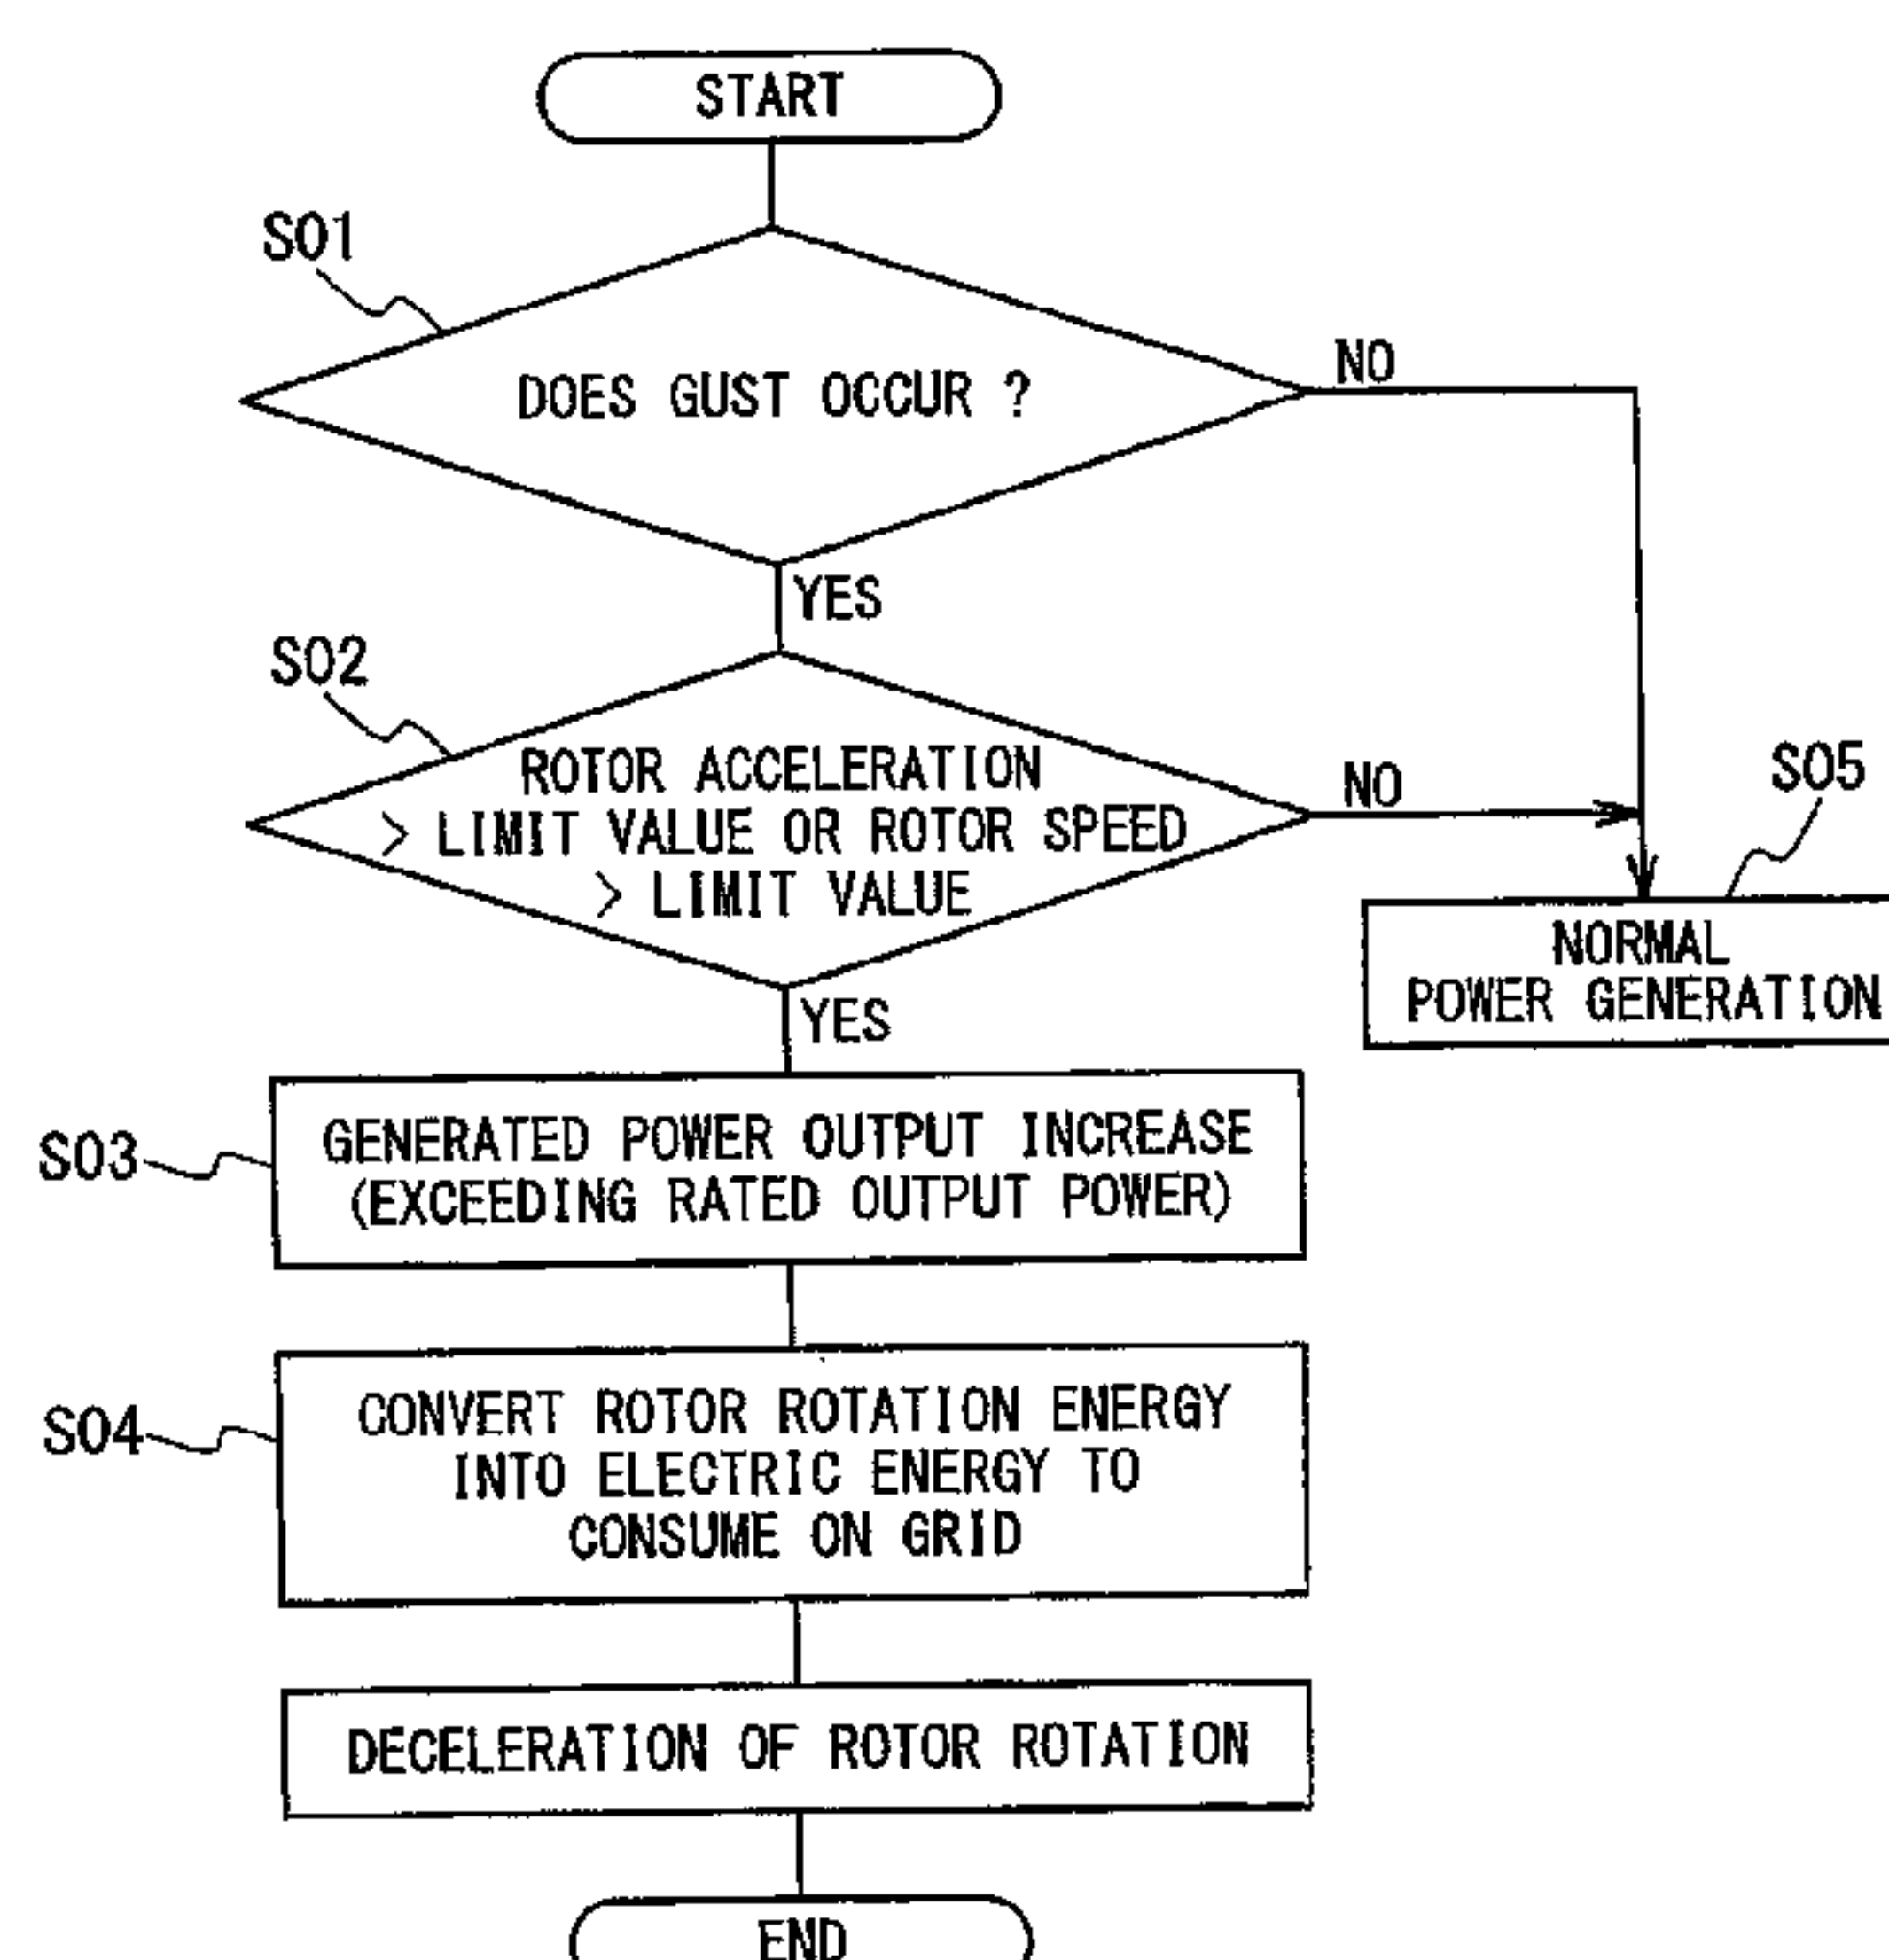 START
S01
DOES GUST OCCUR ?
NO
YES
S02
ROTOR ACCELERATION
> LIMIT VALUE OR ROTOR SPEED
> LIMIT VALUE
NO
S05
NORMAL
POWER GENERATION
YES
S03
GENERATED POWER OUTPUT INCREASE
(EXCEEDING RATED OUTPUT POWER)
S04
CONVERT ROTOR ROTATION ENERGY
INTO ELECTRIC ENERGY TO
CONSUME ON GRID
DECELERATION OF ROTOR ROTATION
END